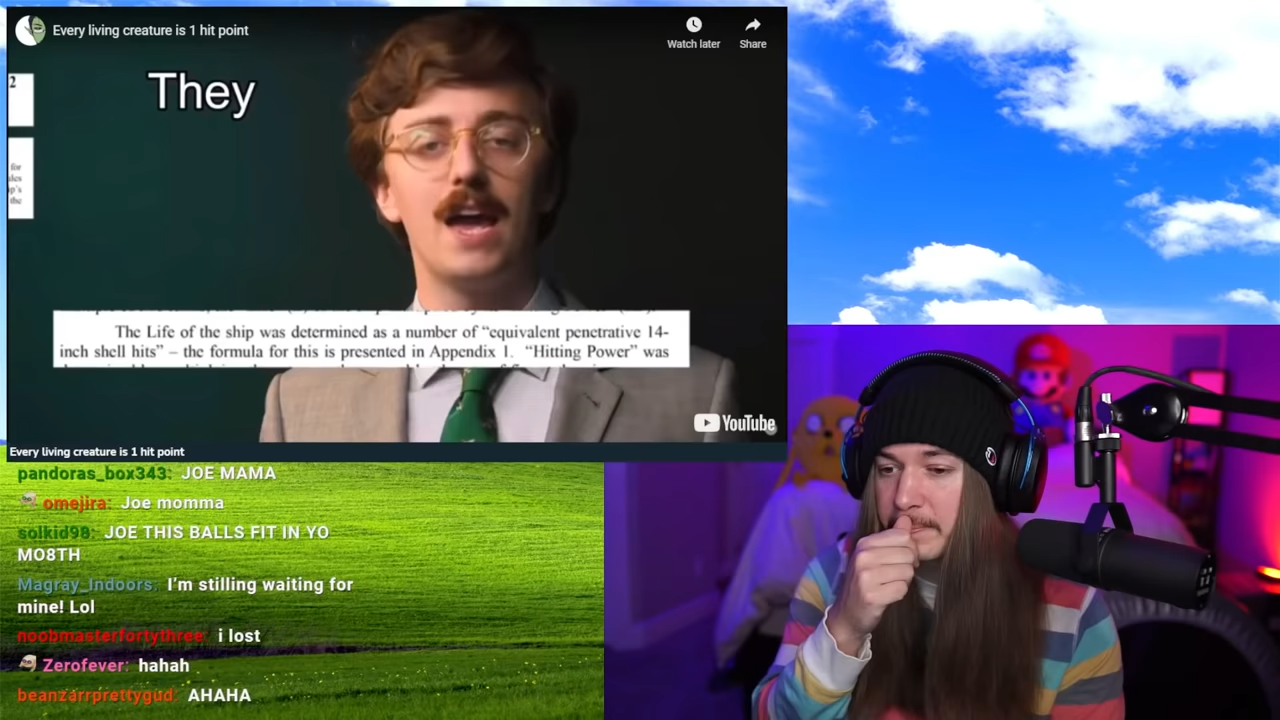 Every living creature is 1 hit point
Watch later
Share
They
2
for
the
The Life of the ship was determined as a number of “equivalent penetrative 14-
inch shell hits” – the formula for this is presented in Appendix 1. “Hitting Power” was
YouTube
Every living creature is 1 hit point
pandoras_box343: JOE MAMA
omejira: Joe momma
solkid98: JOE THIS BALLS FIT IN YO
MO8TH
Magray_Indoors: I’m stilling waiting for
mine! Lol
noobmasterfortythree: i lost
Zerofever: hahah
beanzarrprettygud: AHAHA